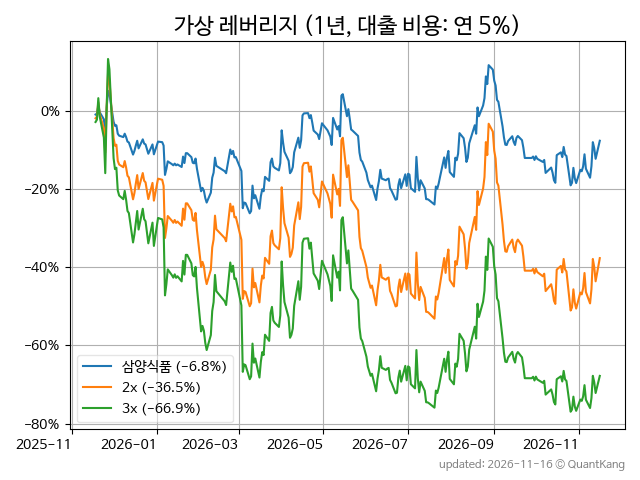 가상 레버리지 (1년, 대출 비용: 연 5%)
0%
−20%
−40%
−60%
−80%
삼양식품 (−6.8%)
2x (−36.5%)
3x (−66.9%)
2025−11 2026−01 2026−03 2026−05 2026−07 2026−09 2026−11
updated: 2026−11−16 ⓒ QuantKang